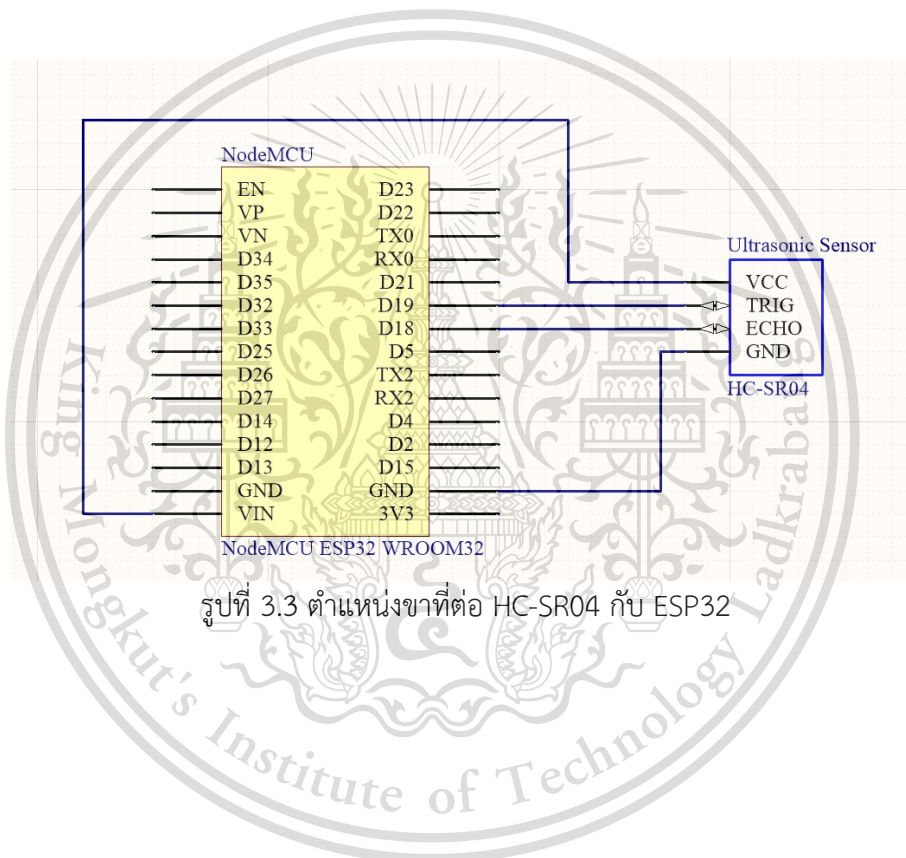 NodeMCU
EN D23
VP D22
VN TX0
D34 RX0
D35 D21
D32 D19
D33 D18
D25 D5
D26 TX2
D27 RX2
D14 D4
D12 D2
D13 D15
GND GND
VIN 3V3
NodeMCU ESP32 WROOM32
Ultrasonic Sensor
VCC
TRIG
ECHO
GND
HC-SR04
รูปที่ 3.3 ตำแหน่งขาที่ต่อ HC-SR04 กับ ESP32
King Mongkut's Institute of Technology Ladkrabang